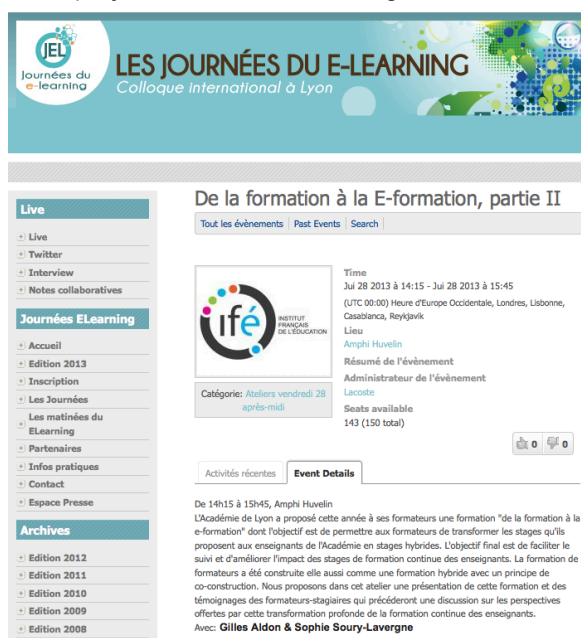 JEL
Journées du
e-learning
LES JOURNÉES DU E-LEARNING
Colloque international à Lyon
Live
Live
Twitter
Interview
Notes collaboratives
Journées ELearning
Accueil
Edition 2013
Inscription
Les Journées
Les matinées du
ELearning
Partenaires
Infos pratiques
Contact
Espace Presse
Archives
Edition 2012
Edition 2011
Edition 2010
Edition 2009
Edition 2008
De la formation à la E-formation, partie II
Tout les évènements | Past Events | Search
ifé
INSTITUT
FRANÇAIS
DE L'ÉDUCATION
Catégorie: Ateliers vendredi 28
après-midi
Time
Jui 28 2013 à 14:15 - Jui 28 2013 à 15:45
(UTC 00:00) Heure d'Europe Occidentale, Londres, Lisbonne,
Casablanca, Reykjavik
Lieu
Amphi Huvelin
Résumé de l'évènement
Administrateur de l'évènement
Lacoste
Seats available
143 (150 total)
0 0
Activités récentes Event Details
De 14h15 à 15h45, Amphi Huvelin
L'Académie de Lyon a proposé cette année à ses formateurs une formation "de la formation à la
e-formation" dont l'objectif est de permettre aux formateurs de transformer les stages qu'ils
proposent aux enseignants de l'Académie en stages hybrides. L'objectif final est de faciliter le
suivi et d'améliorer l'impact des stages de formation continue des enseignants. La formation de
formateurs a été construite elle aussi comme une formation hybride avec un principe de
co-construction. Nous proposons dans cet atelier une présentation de cette formation et des
témoignages des formateurs-stagiaires qui précéderont une discussion sur les perspectives
offertes par cette transformation profonde de la formation continue des enseignants.
Avec: Gilles Aldon & Sophie Soury-Lavergne